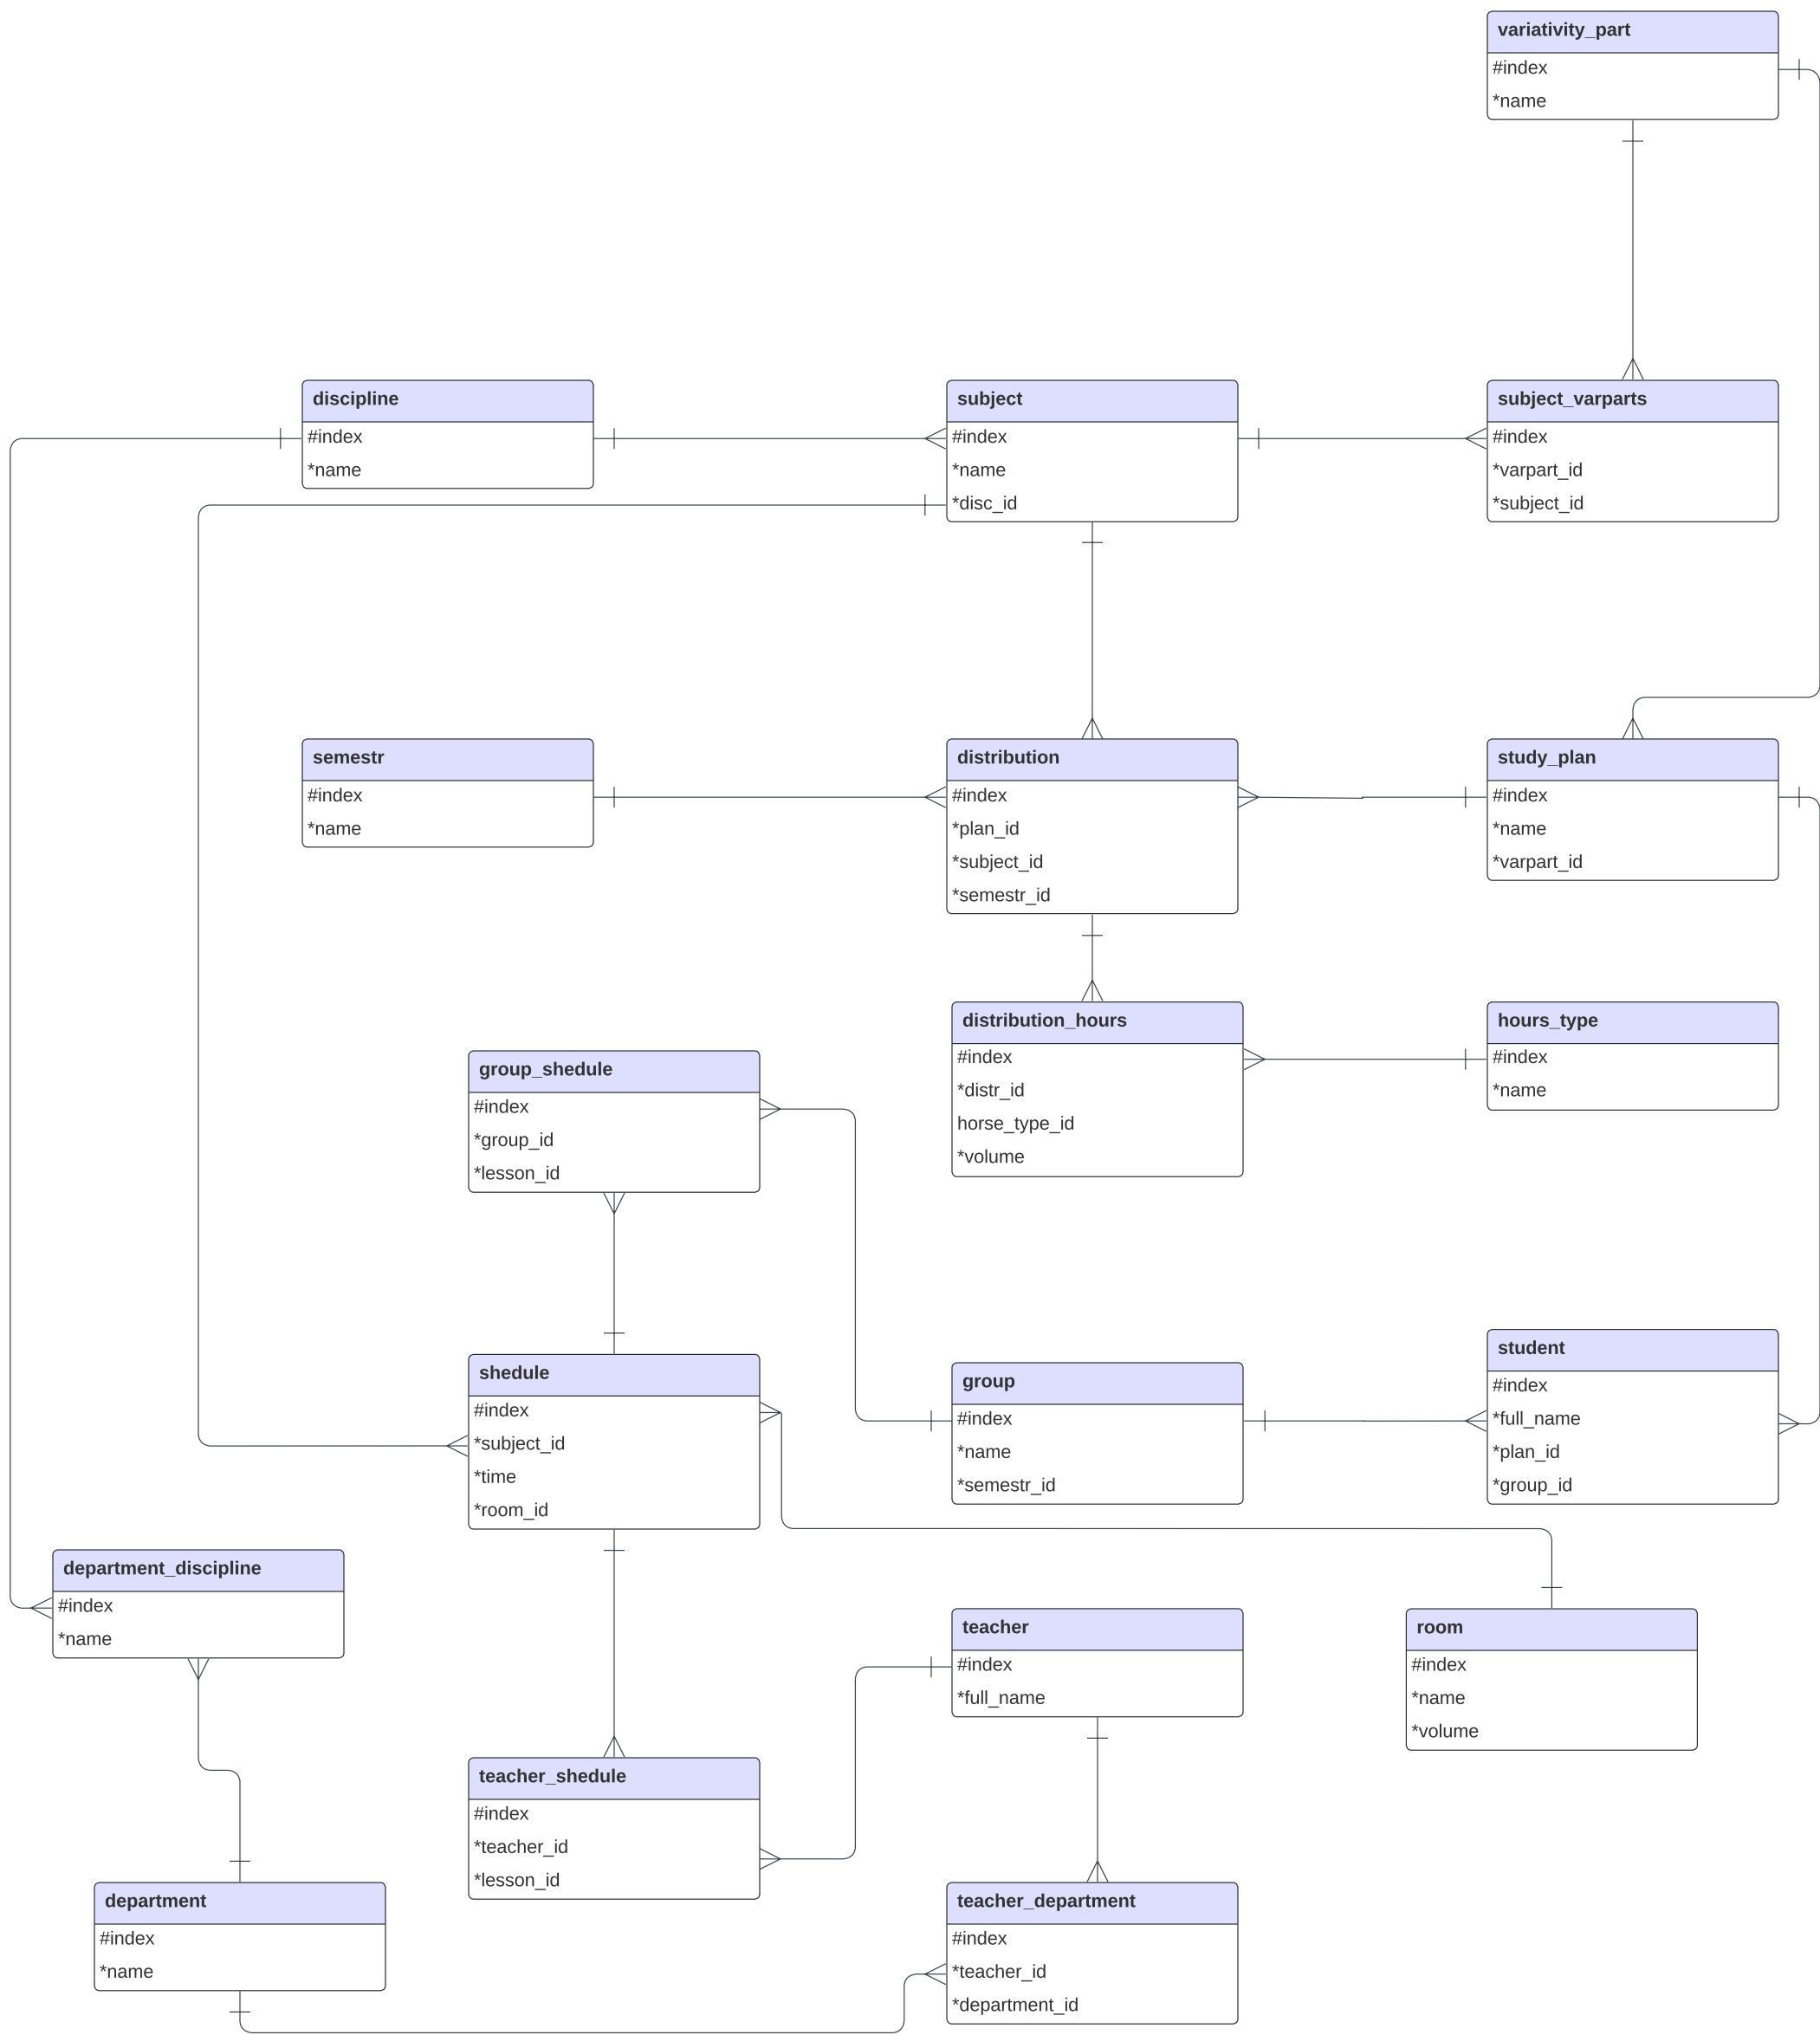 variativity_part
#index
*name
discipline
#index
*name
subject
#index
*name
*disc_id
subject_varparts
#index
*varpart_id
*subject_id
semestr
#index
*name
distribution
#index
*plan_id
*subject_id
*semestr_id
study_plan
#index
*name
*varpart_id
distribution_hours
#index
*distr_id
horse_type_id
*volume
hours_type
#index
*name
group_shedule
#index
*group_id
*lesson_id
shedule
#index
*subject_id
*time
*room_id
group
#index
*name
*semestr_id
student
#index
*full_name
*plan_id
*group_id
department_discipline
#index
*name
teacher
#index
*full_name
room
#index
*name
*volume
teacher_shedule
#index
*teacher_id
*lesson_id
department
#index
*name
teacher_department
#index
*teacher_id
*department_id